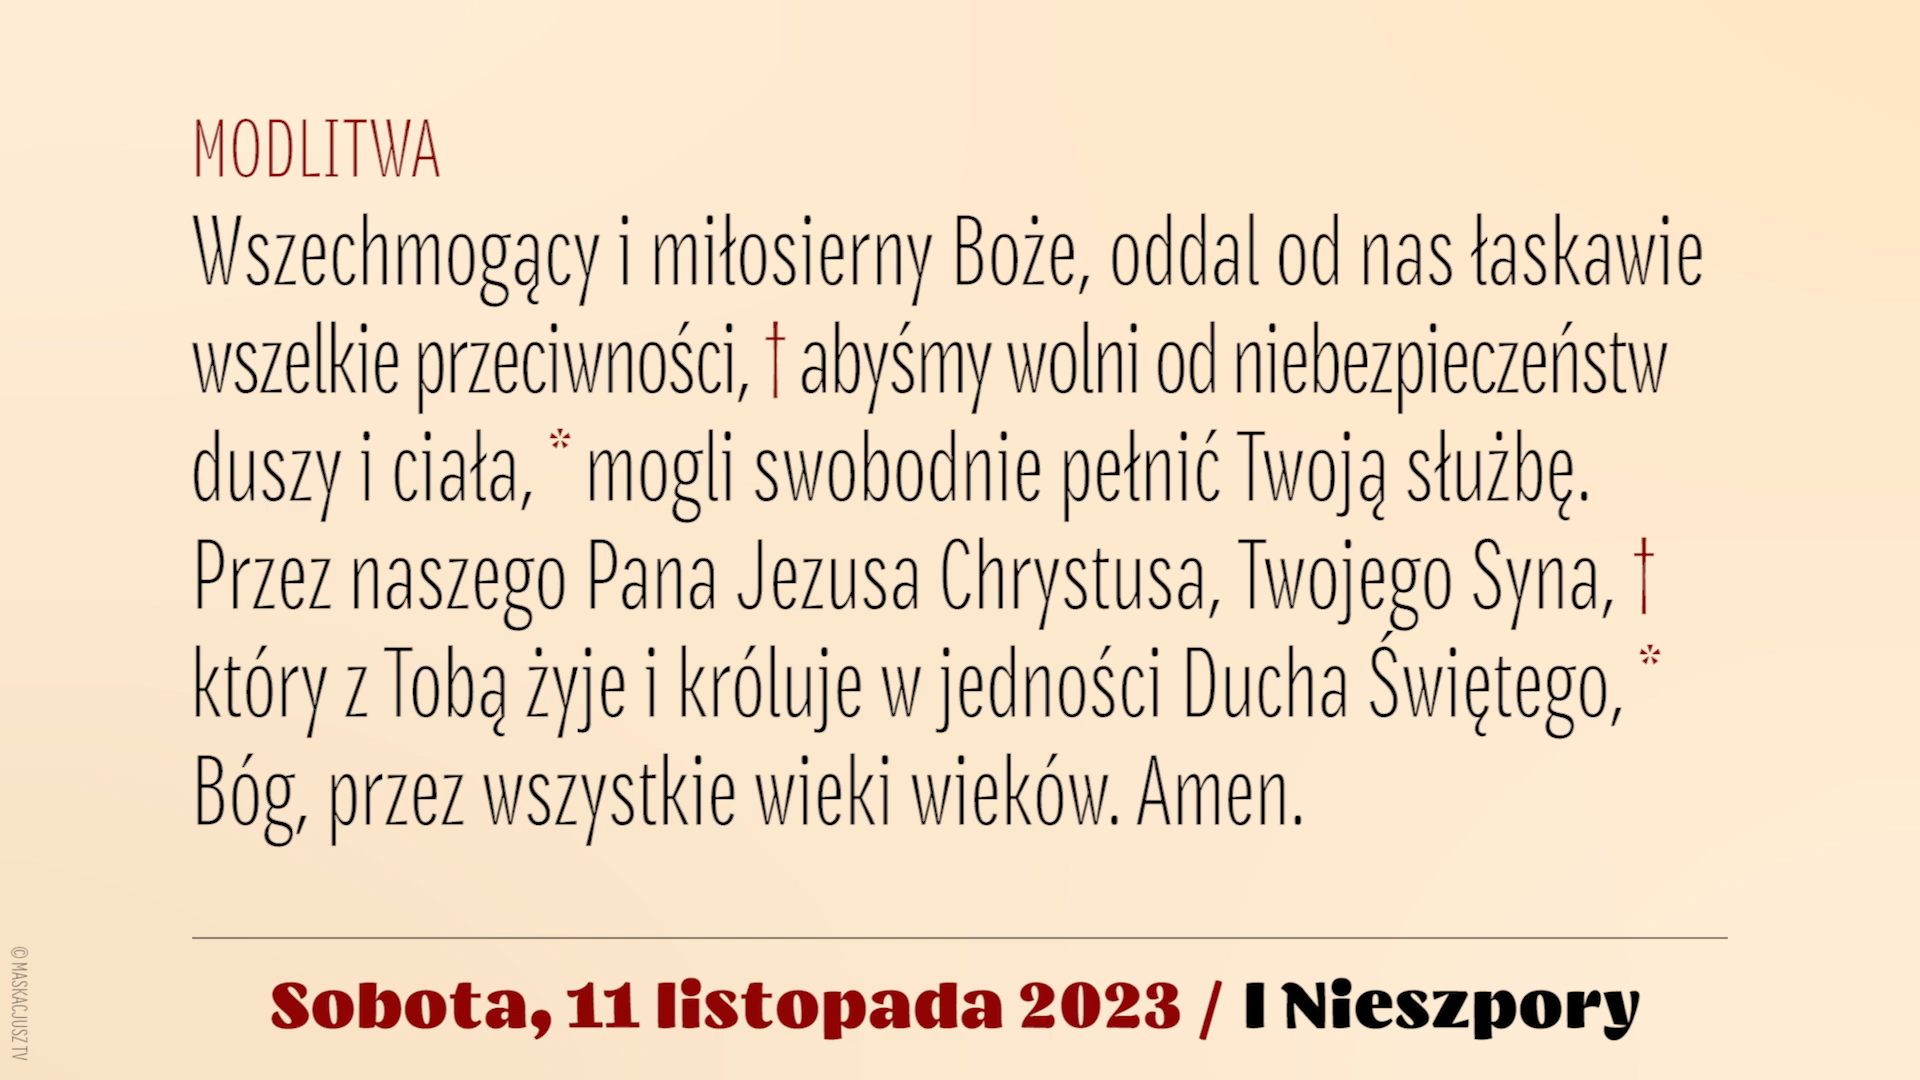 MODLITWA
Wszechmogący i miłosierny Boże, oddal od nas łaskawie
wszelkie przeciwności, † abyśmy wolni od niebezpieczeństw
duszy i ciała, * mogli swobodnie pełnić Twoją służbę.
Przez naszego Pana Jezusa Chrystusa, Twojego Syna, †
który z Tobą żyje i króluje w jedności Ducha Świętego, *
Bóg, przez wszystkie wieki wieków. Amen.
Sobota, 11 listopada 2023 / I Nieszpory
© MASKACJUSZ TV